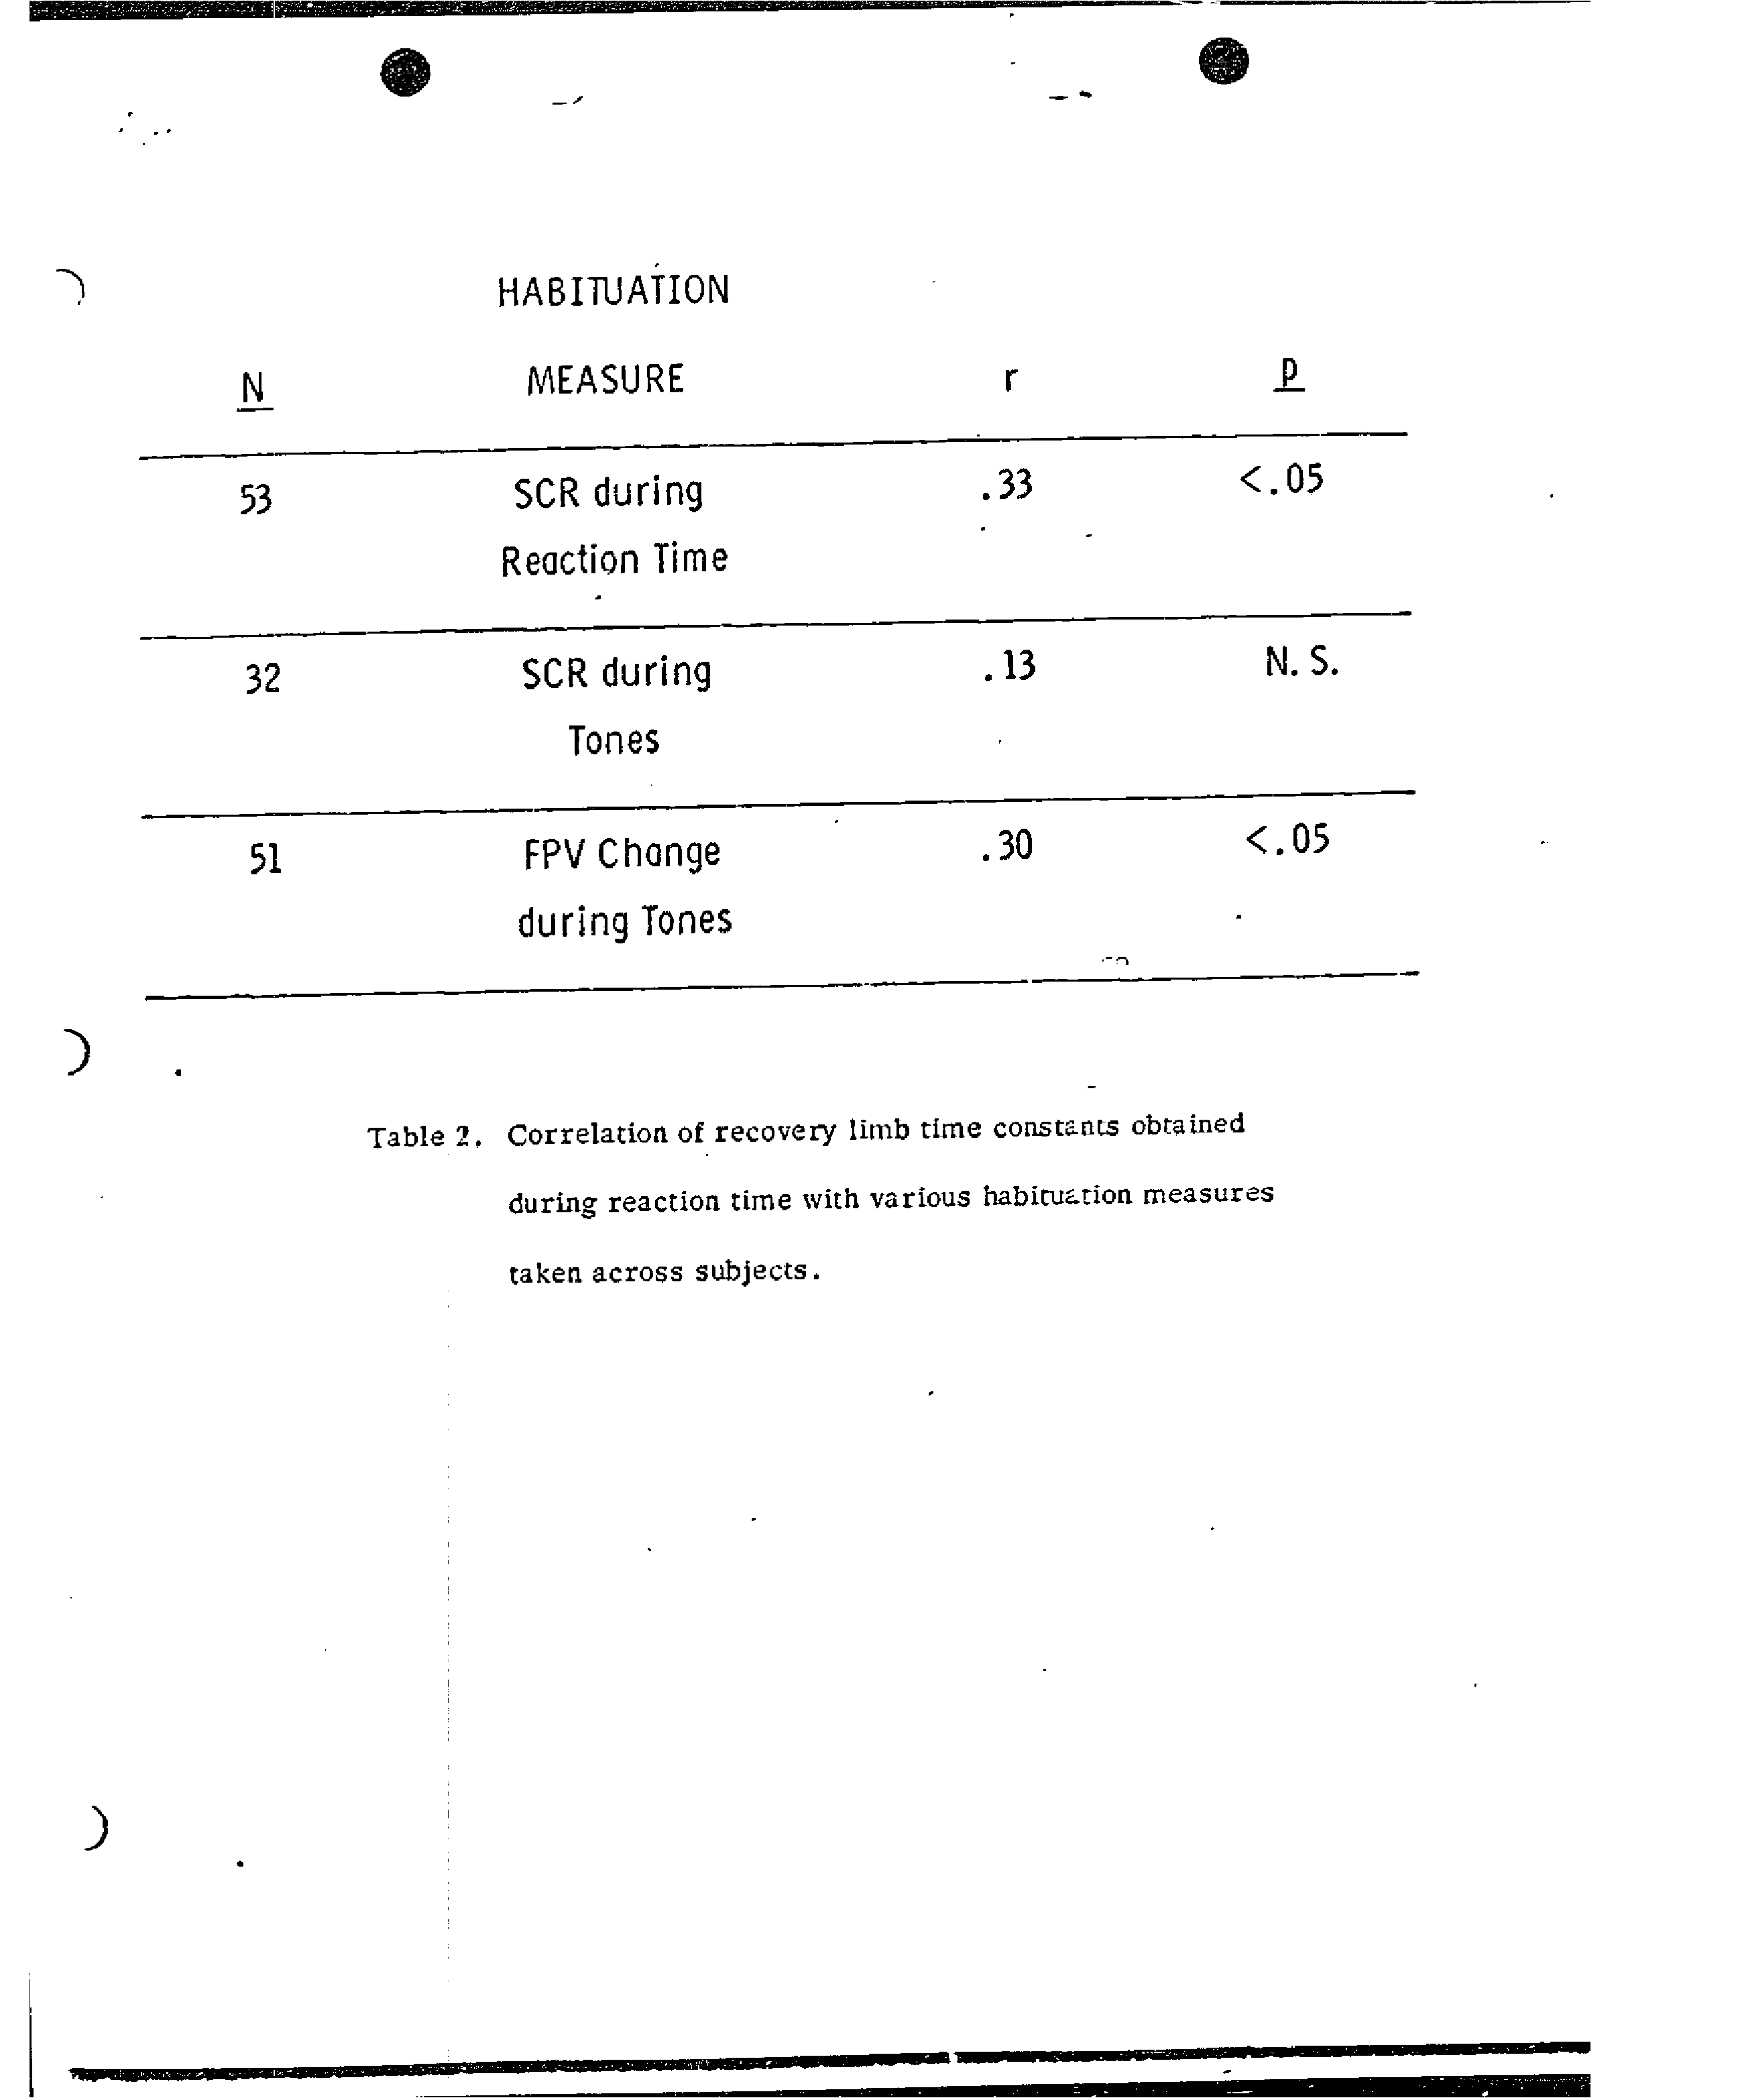 HABITUATION
N MEASURE r p
53 SCR during .33 <.05
Reaction Time
32 SCR during .13 N. S.
Tones
51 FPV Change .30 <.05
during Tones
Table 2. Correlation of recovery limb time constants obtained
during reaction time with various habituation measures
taken across subjects.